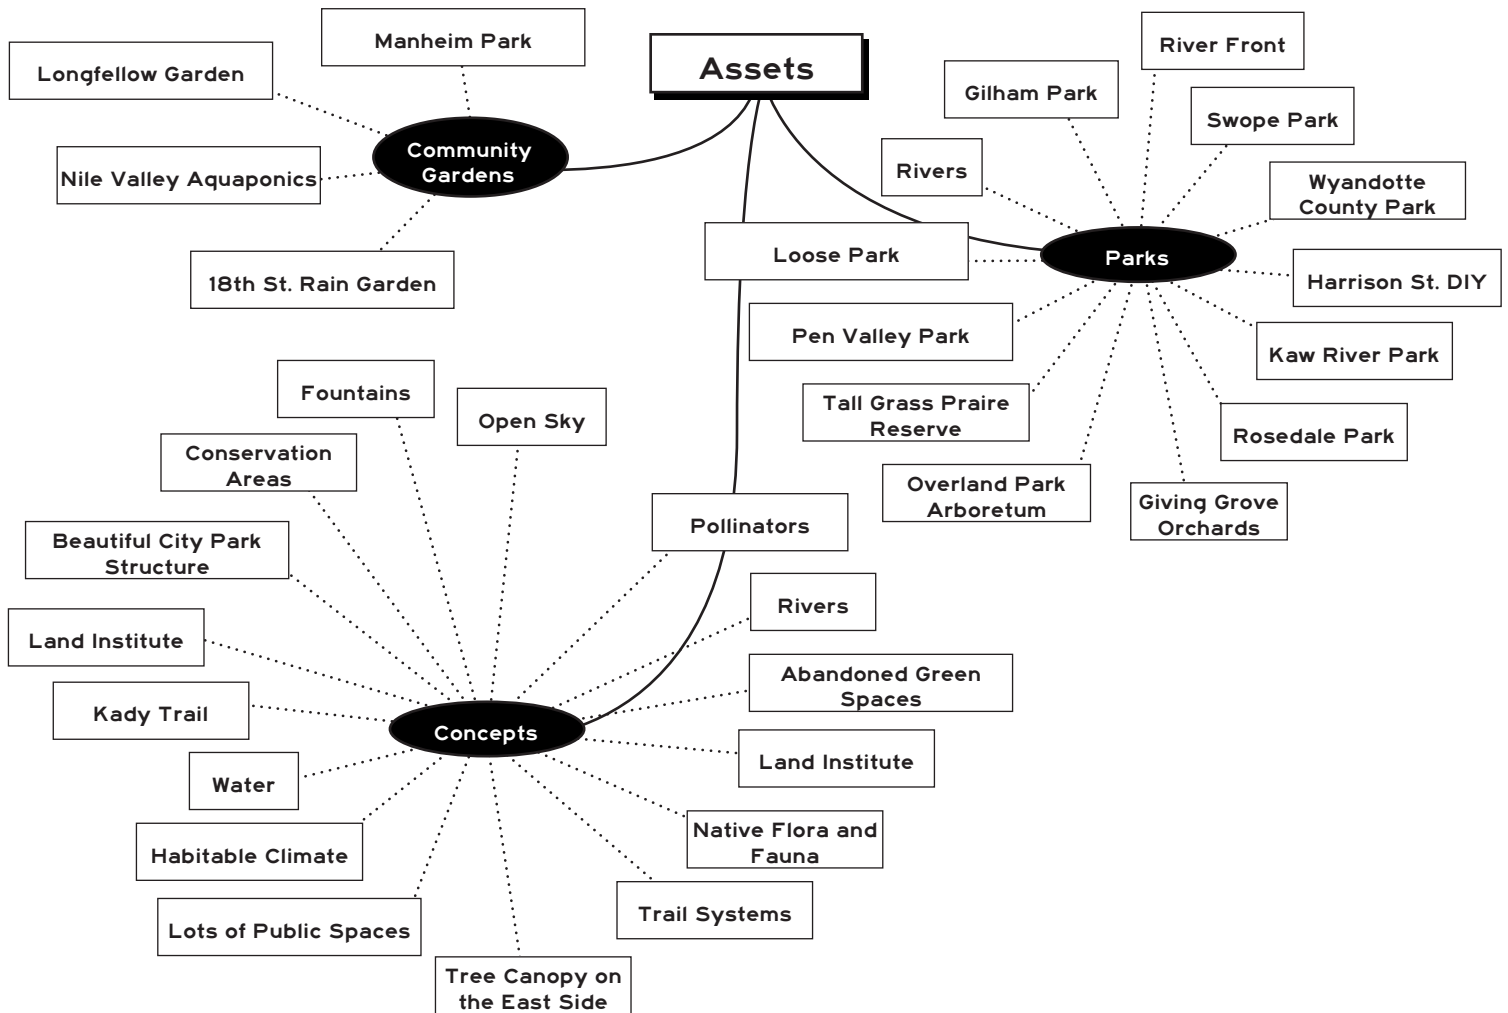 Assets
Manheim Park
Longfellow Garden
Community
Gardens
Nile Valley Aquaponics
18th St. Rain Garden
River Front
Gilham Park
Swope Park
Rivers
Wyandotte
County Park
Loose Park
Parks
Harrison St. DIY
Pen Valley Park
Kaw River Park
Tall Grass Praire
Reserve
Rosedale Park
Overland Park
Arboretum
Giving Grove
Orchards
Fountains
Open Sky
Conservation
Areas
Beautiful City Park
Structure
Pollinators
Rivers
Land Institute
Abandoned Green
Spaces
Kady Trail
Concepts
Land Institute
Water
Native Flora and
Fauna
Habitable Climate
Trail Systems
Lots of Public Spaces
Tree Canopy on
the East Side